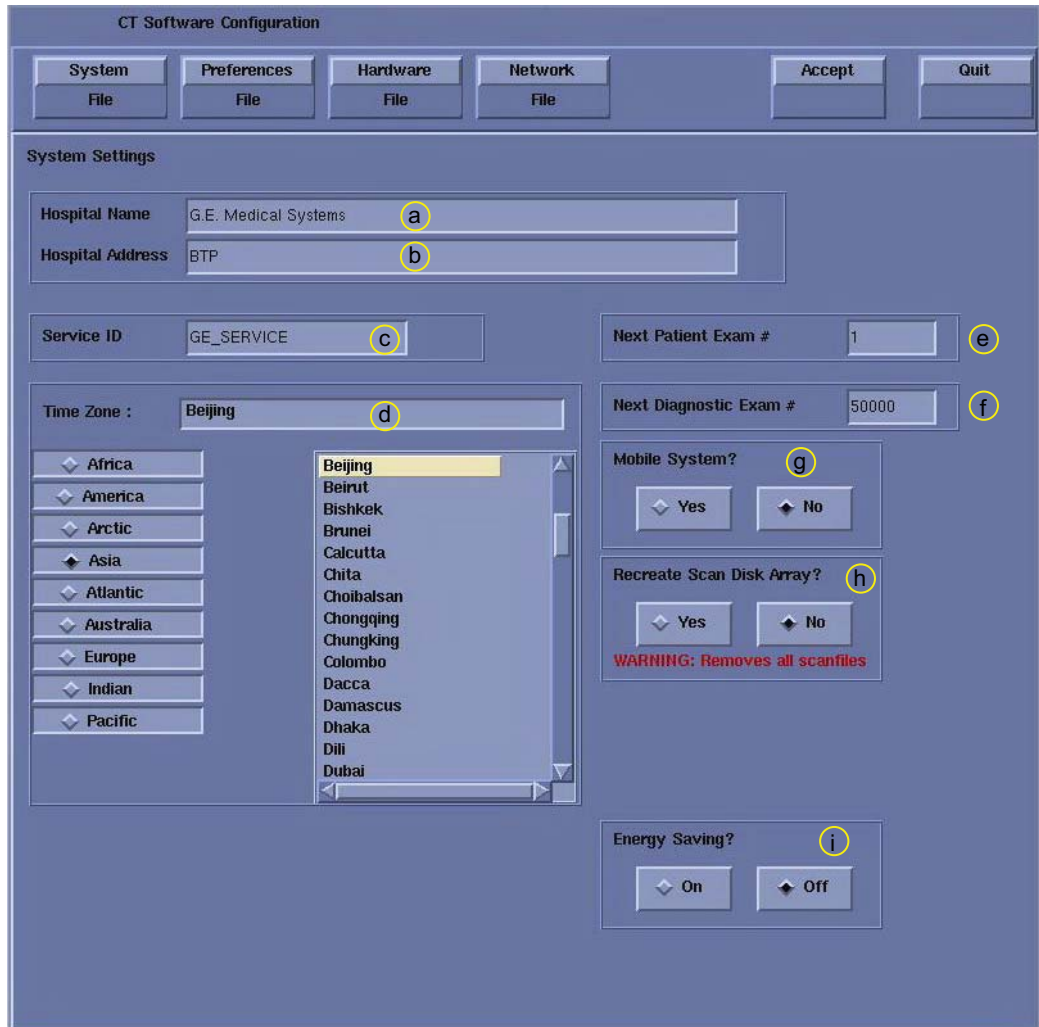 CT Software Configuration
System Preferences Hardware Network Accept Quit
File File File File
System Settings
Hospital Name G.E. Medical Systems a
Hospital Address BTP b
Service ID GE_SERVICE c
Next Patient Exam # 1 e
Time Zone : Beijing d
Next Diagnostic Exam # 50000 f
Africa
America
Arctic
Asia
Atlantic
Australia
Europe
Indian
Pacific
Beijing
Beirut
Bishkek
Brunei
Calcutta
Chita
Choibalsan
Chongqing
Chungking
Colombo
Dacca
Damascus
Dhaka
Dili
Dubai
Mobile System? g
Yes No
Recreate Scan Disk Array? h
Yes No
WARNING: Removes all scanfiles
Energy Saving? i
On Off